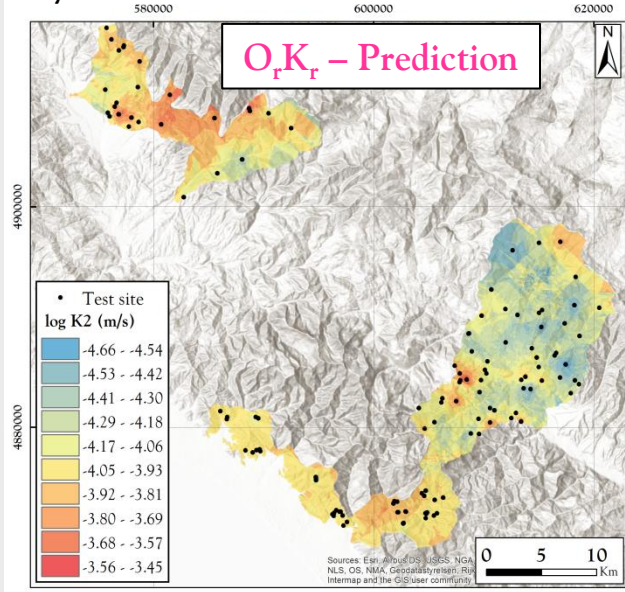 580000 600000 620000
O_rK_r – Prediction
N
4900000
4880000
• Test site
log K2 (m/s)
-4.66 - -4.54
-4.53 - -4.42
-4.41 - -4.30
-4.29 - -4.18
-4.17 - -4.06
-4.05 - -3.93
-3.92 - -3.81
-3.80 - -3.69
-3.68 - -3.57
-3.56 - -3.45
Sources: Esri, Airbus DS, USGS, NGA,
NLS, OS, NMA, Geodatastyrelsen,
Intermap and the GIS user community
0 5 10
Km